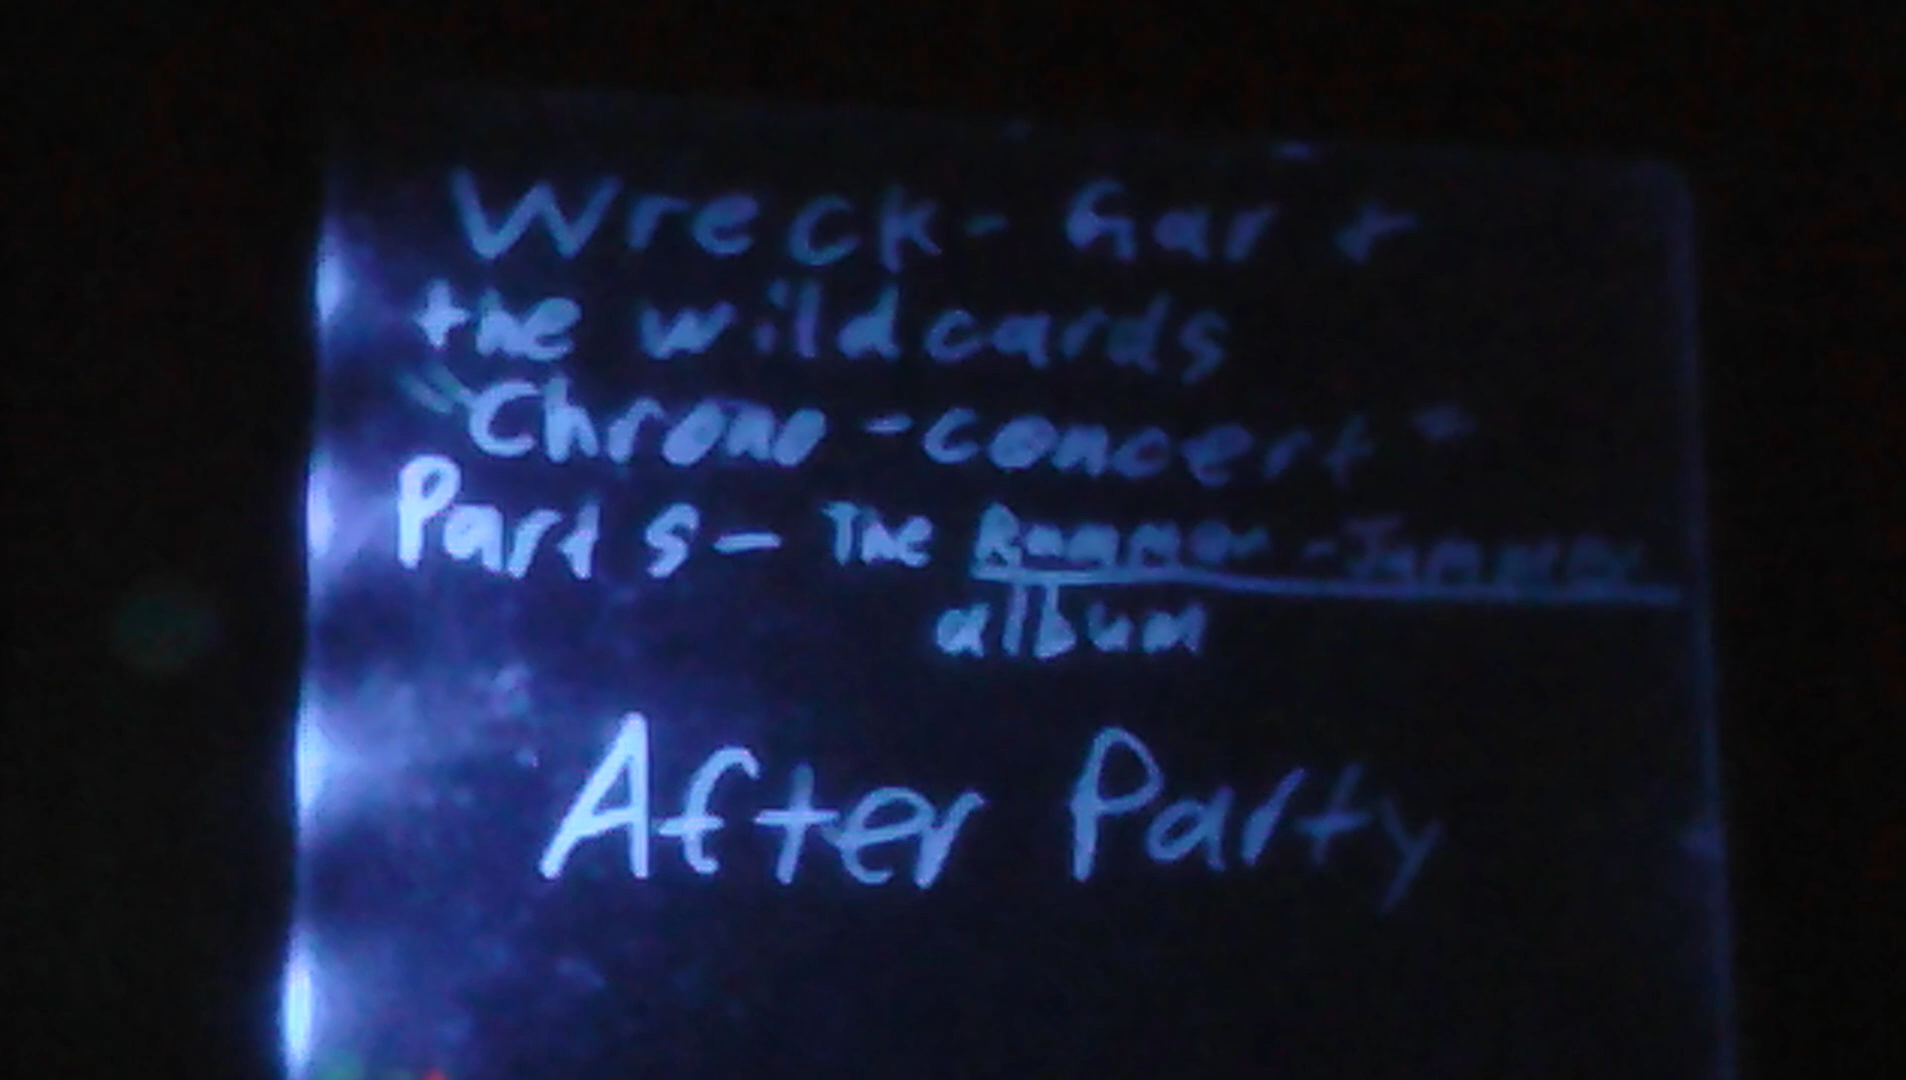 Wreck-Gar &
the wildcards
"Chrono-concert"
Part 5- The
album
After Party